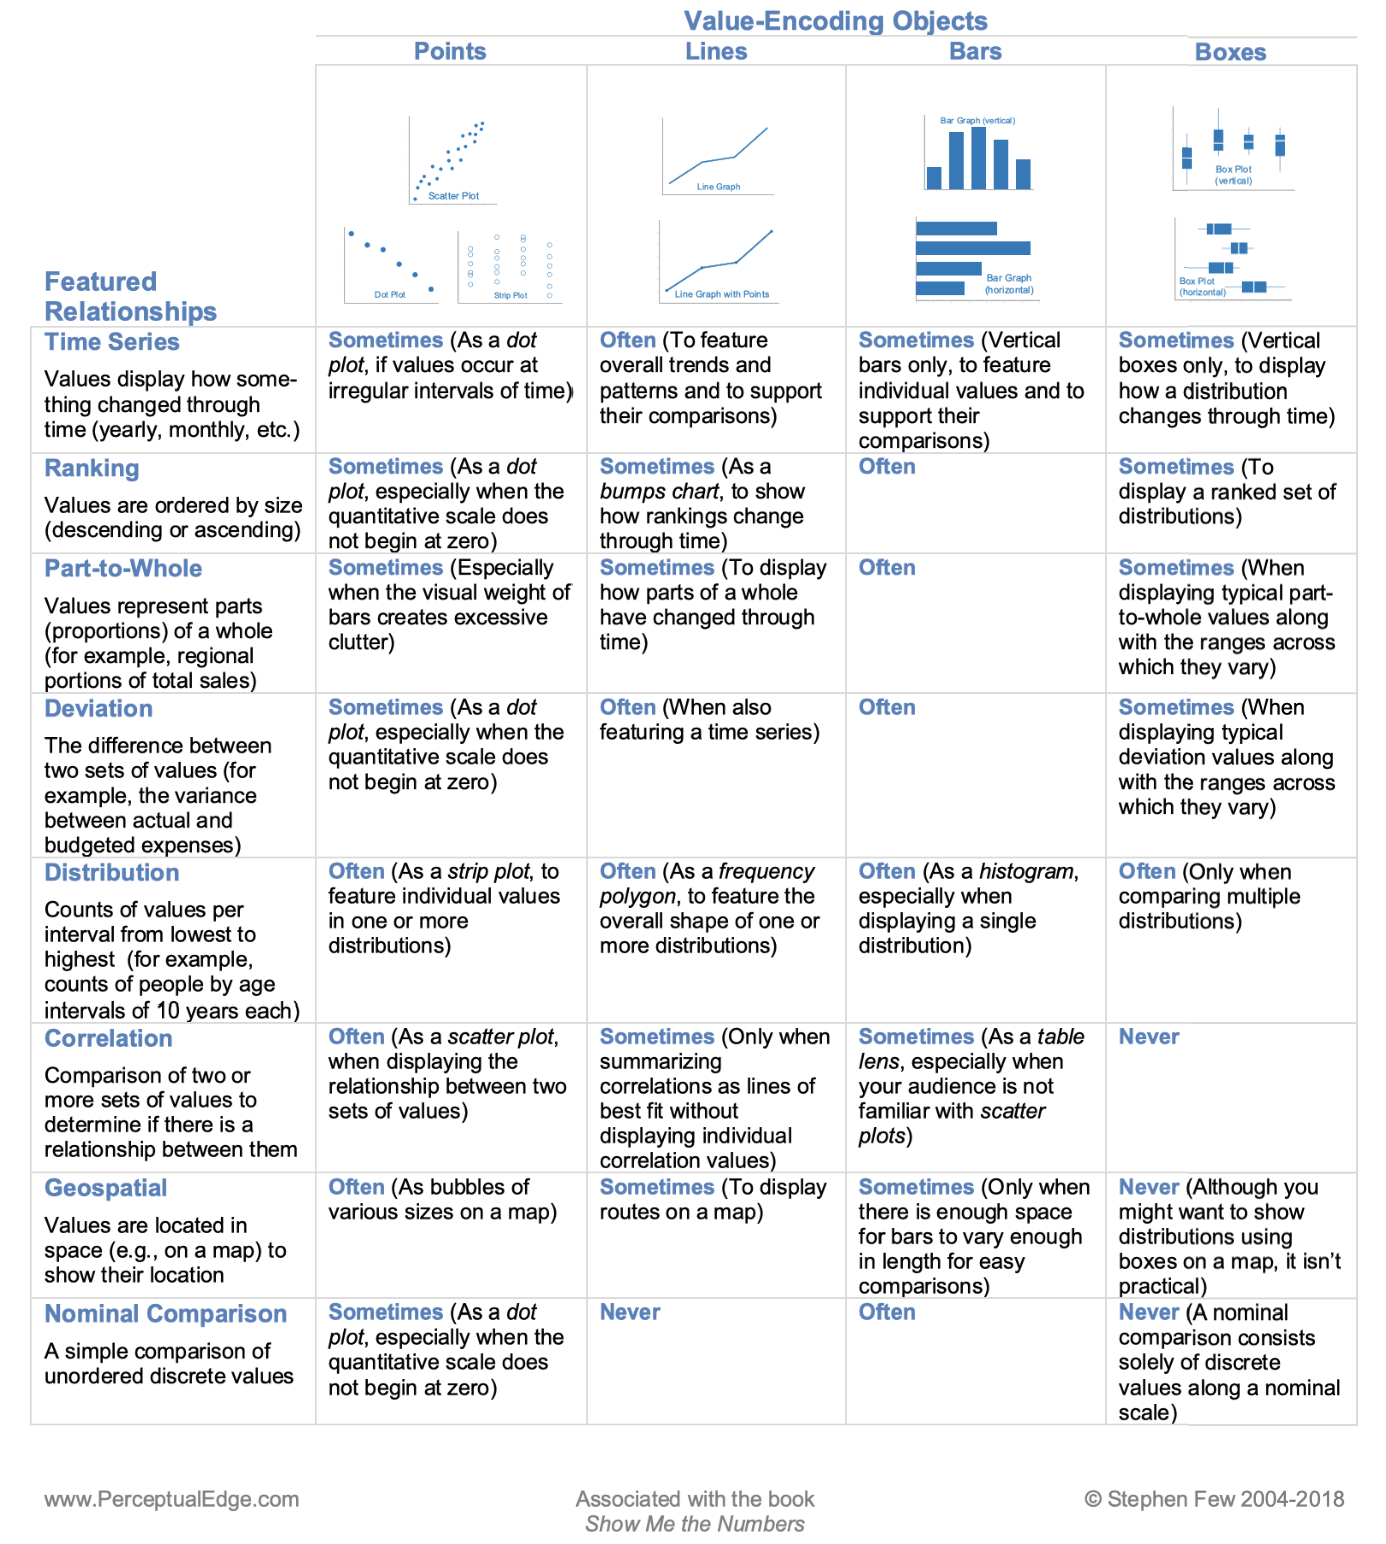 Value-Encoding Objects
Points
Lines
Bars
Boxes
Scatter Plot
Dot Plot
Strip Plot
Line Graph
Line Graph with Points
Bar Graph (vertical)
Bar Graph
(horizontal)
Box Plot
(vertical)
Box Plot
(horizontal)
Featured
Relationships
Time Series
Values display how some-
thing changed through
time (yearly, monthly, etc.)
Sometimes (As a dot
plot, if values occur at
irregular intervals of time)
Often (To feature
overall trends and
patterns and to support
their comparisons)
Sometimes (Vertical
bars only, to feature
individual values and to
support their
comparisons)
Sometimes (Vertical
boxes only, to display
how a distribution
changes through time)
Ranking
Values are ordered by size
(descending or ascending)
Sometimes (As a dot
plot, especially when the
quantitative scale does
not begin at zero)
Sometimes (As a
bumps chart, to show
how rankings change
through time)
Often
Sometimes (To
display a ranked set of
distributions)
Part-to-Whole
Values represent parts
(proportions) of a whole
(for example, regional
portions of total sales)
Sometimes (Especially
when the visual weight of
bars creates excessive
clutter)
Sometimes (To display
how parts of a whole
have changed through
time)
Often
Sometimes (When
displaying typical part-
to-whole values along
with the ranges across
which they vary)
Deviation
The difference between
two sets of values (for
example, the variance
between actual and
budgeted expenses)
Sometimes (As a dot
plot, especially when the
quantitative scale does
not begin at zero)
Often (When also
featuring a time series)
Often
Sometimes (When
displaying typical
deviation values along
with the ranges across
which they vary)
Distribution
Counts of values per
interval from lowest to
highest  (for example,
counts of people by age
intervals of 10 years each)
Often (As a strip plot, to
feature individual values
in one or more
distributions)
Often (As a frequency
polygon, to feature the
overall shape of one or
more distributions)
Often (As a histogram,
especially when
displaying a single
distribution)
Often (Only when
comparing multiple
distributions)
Correlation
Comparison of two or
more sets of values to
determine if there is a
relationship between them
Often (As a scatter plot,
when displaying the
relationship between two
sets of values)
Sometimes (Only when
summarizing
correlations as lines of
best fit without
displaying individual
correlation values)
Sometimes (As a table
lens, especially when
your audience is not
familiar with scatter
plots)
Never
Geospatial
Values are located in
space (e.g., on a map) to
show their location
Often (As bubbles of
various sizes on a map)
Sometimes (To display
routes on a map)
Sometimes (Only when
there is enough space
for bars to vary enough
in length for easy
comparisons)
Never (Although you
might want to show
distributions using
boxes on a map, it isn't
practical)
Nominal Comparison
A simple comparison of
unordered discrete values
Sometimes (As a dot
plot, especially when the
quantitative scale does
not begin at zero)
Never
Often
Never (A nominal
comparison consists
solely of discrete
values along a nominal
scale)
www.PerceptualEdge.com
Associated with the book
Show Me the Numbers
© Stephen Few 2004-2018